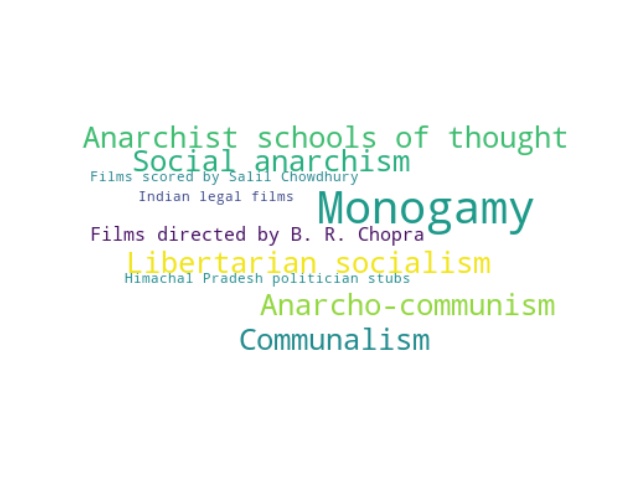 Anarchist schools of thought
Social anarchism
Films scored by Salil Chowdhury
Indian legal films
Monogamy
Films directed by B. R. Chopra
Libertarian socialism
Himachal Pradesh politician stubs
Anarcho-communism
Communalism